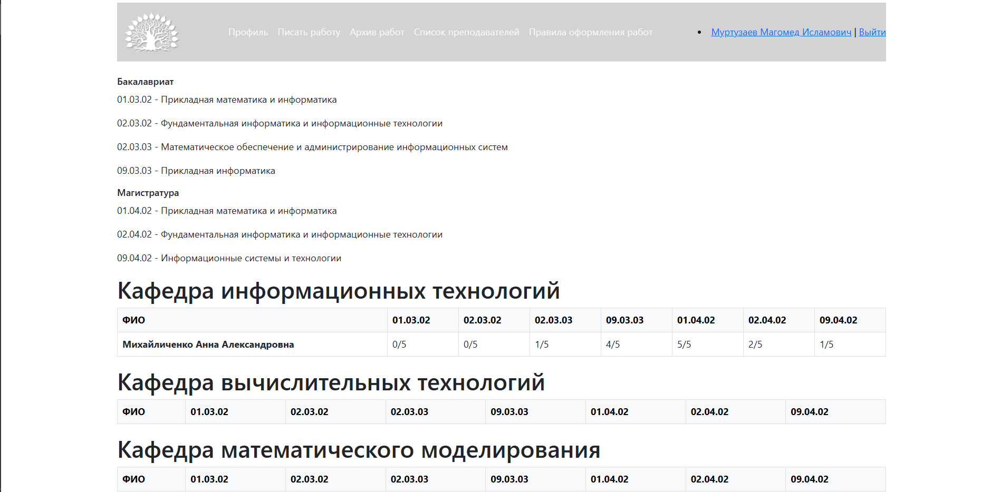 Профиль Писать работу Архив работ Список преподавателей Правила оформления работ • Муртузаев Магомед Исламович | Выйти
Бакалавриат
01.03.02 - Прикладная математика и информатика
02.03.02 - Фундаментальная информатика и информационные технологии
02.03.03 - Математическое обеспечение и администрирование информационных систем
09.03.03 - Прикладная информатика
Магистратура
01.04.02 - Прикладная математика и информатика
02.04.02 - Фундаментальная информатика и информационные технологии
09.04.02 - Информационные системы и технологии
Кафедра информационных технологий
ФИО 01.03.02 02.03.02 02.03.03 09.03.03 01.04.02 02.04.02 09.04.02
Михайличенко Анна Александровна 0/5 0/5 1/5 4/5 5/5 2/5 1/5
Кафедра вычислительных технологий
ФИО 01.03.02 02.03.02 02.03.03 09.03.03 01.04.02 02.04.02 09.04.02
Кафедра математического моделирования
ФИО 01.03.02 02.03.02 02.03.03 09.03.03 01.04.02 02.04.02 09.04.02